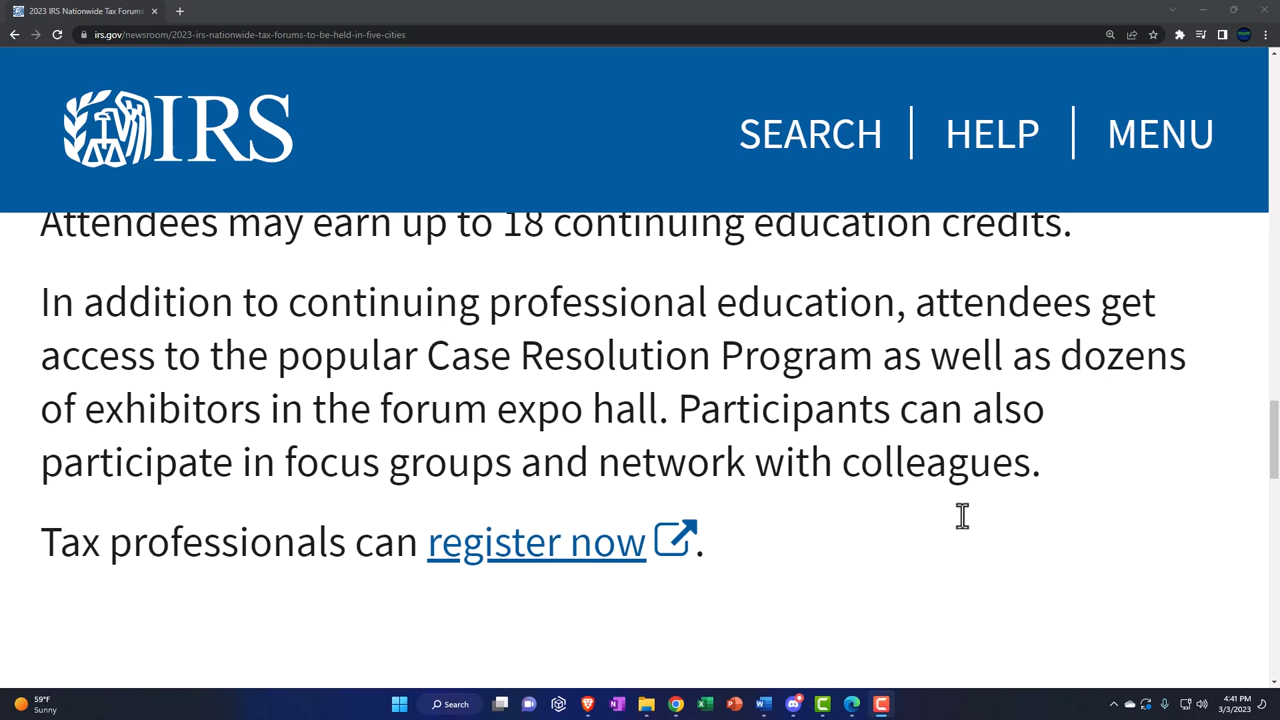 2023 IRS Nationwide Tax Forums
irs.gov/newsroom/2023-irs-nationwide-tax-forums-to-be-held-in-five-cities
IRS
SEARCH
HELP
MENU
Attendees may earn up to 18 continuing education credits.
In addition to continuing professional education, attendees get
access to the popular Case Resolution Program as well as dozens
of exhibitors in the forum expo hall. Participants can also
participate in focus groups and network with colleagues.
Tax professionals can register now.
59°F
Sunny
Search
4:41 PM
3/3/2023